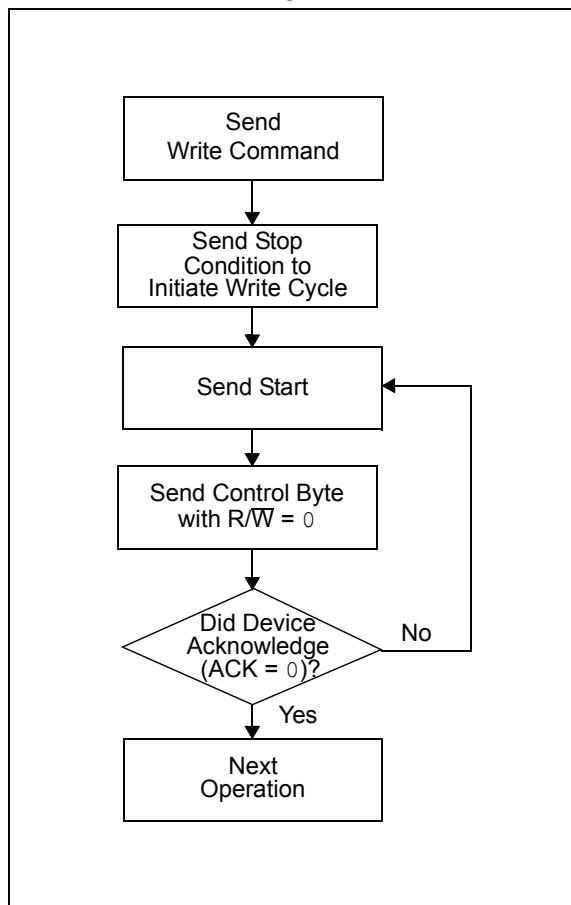 Send
Write Command
Send Stop
Condition to
Initiate Write Cycle
Send Start
Send Control Byte
with R/W̅ = 0
Did Device
Acknowledge
(ACK = 0)?
No
Yes
Next
Operation